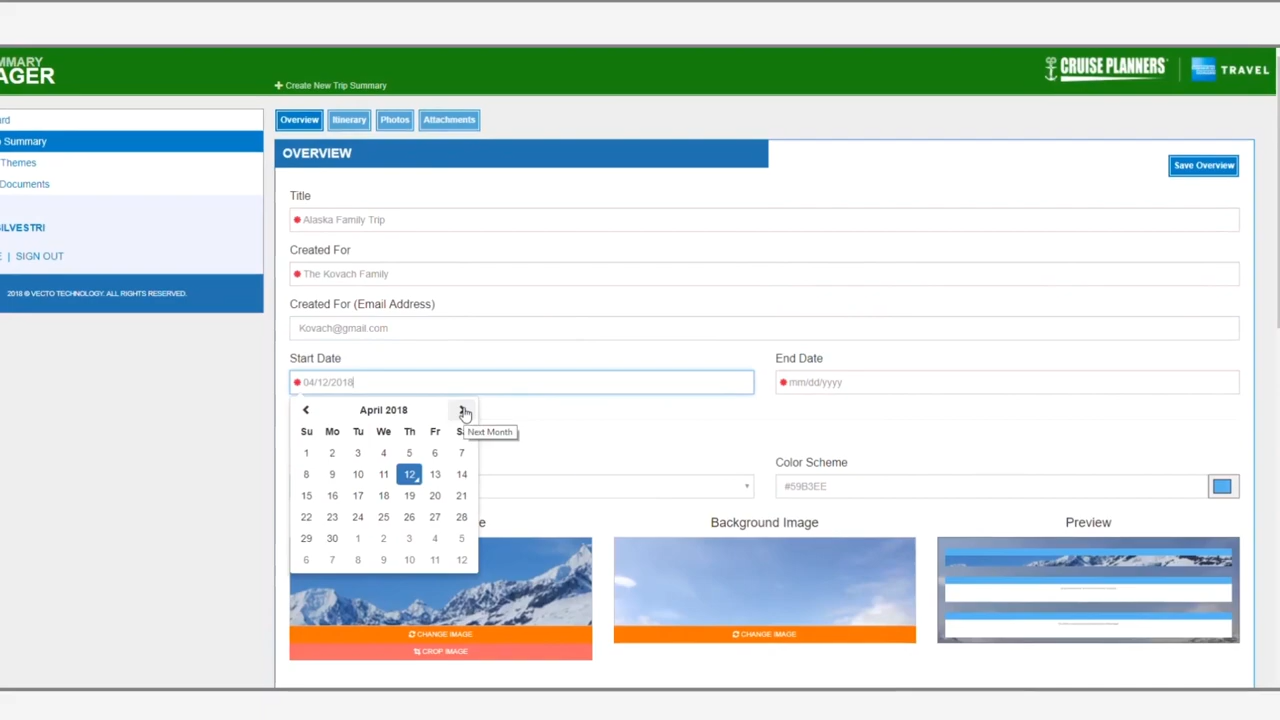 MMARY
AGER
Create New Trip Summary
CRUISE PLANNERS
TRAVEL
rd
Summary
Themes
Documents
ILVESTRI
E | SIGN OUT
2018 © VECTO TECHNOLOGY. ALL RIGHTS RESERVED.
Overview Itinerary Photos Attachments
OVERVIEW
Save Overview
Title
Alaska Family Trip
Created For
The Kovach Family
Created For (Email Address)
Kovach@gmail.com
Start Date End Date
04/12/2018 mm/dd/yyyy
April 2018
Next Month
Su Mo Tu We Th Fr
1 2 3 4 5 6 7
8 9 10 11 12 13 14
15 16 17 18 19 20 21
22 23 24 25 26 27 28
29 30 1 2 3 4 5
6 7 8 9 10 11 12
Color Scheme
#59B3EE
e Background Image Preview
CHANGE IMAGE CHANGE IMAGE
CROP IMAGE